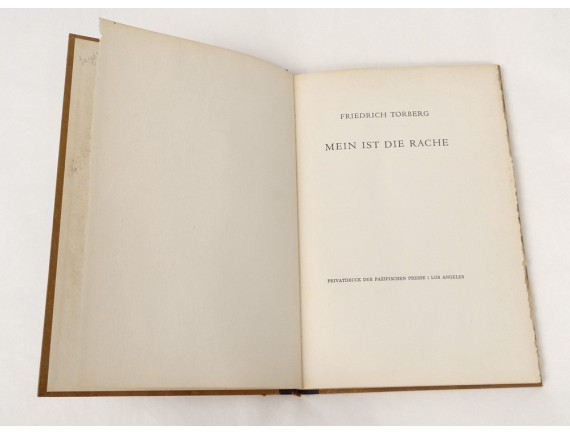 FRIEDRICH TORBERG
MEIN IST DIE RACHE
PRIVATDRUCK DER PAZIFISCHEN PRESSE / LOS ANGELES